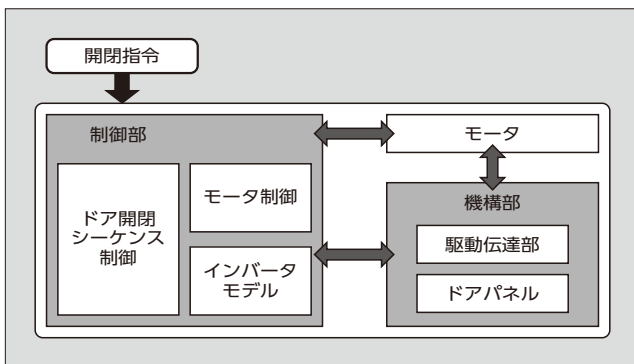 開閉指令
制御部
ドア開閉
シーケンス
制御
モータ制御
インバータ
モデル
モータ
機構部
駆動伝達部
ドアパネル